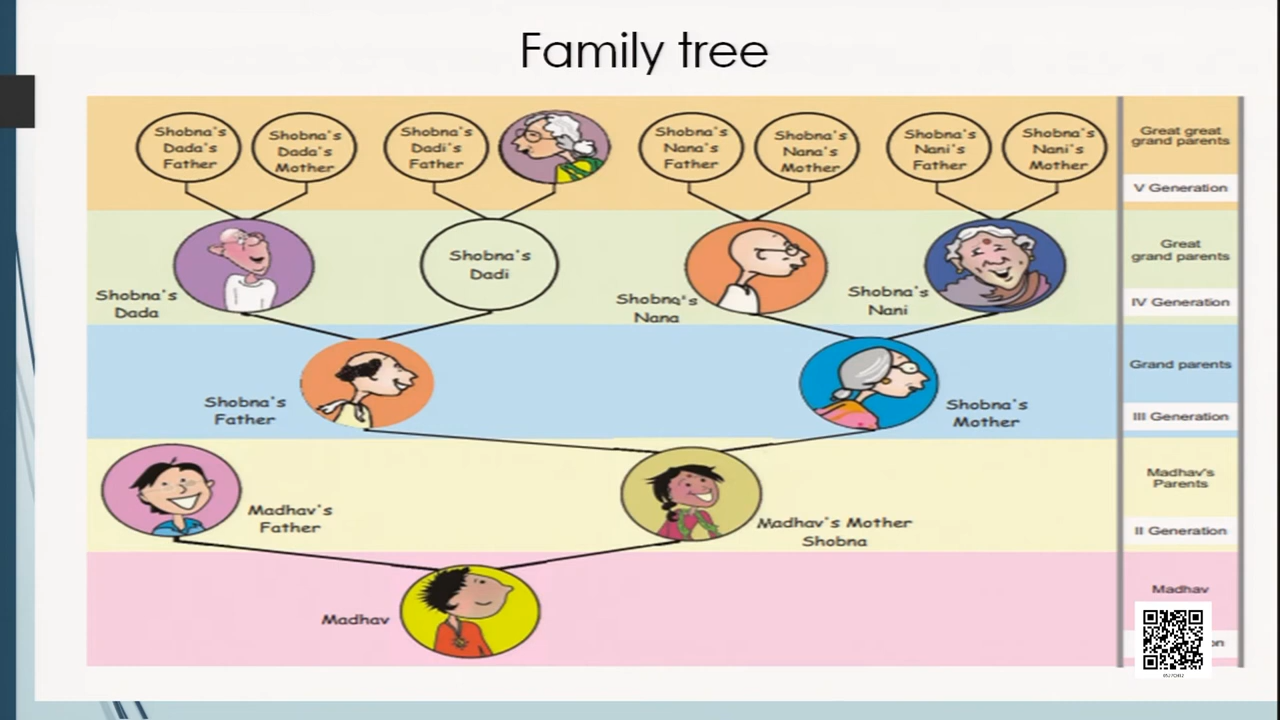 Family tree
Shobna's
Dada's
Father
Shobna's
Dada's
Mother
Shobna's
Dadi's
Father
Shobna's
Nana's
Father
Shobna's
Nana's
Mother
Shobna's
Nani's
Father
Shobna's
Nani's
Mother
Great great
grand parents
V Generation
Shobna's
Dada
Shobna's
Dadi
Shobna's
Nana
Shobna's
Nani
Great
grand parents
IV Generation
Shobna's
Father
Shobna's
Mother
Grand parents
III Generation
Madhav's
Father
Madhav's Mother
Shobna
Madhav's
Parents
II Generation
Madhav
Madhav